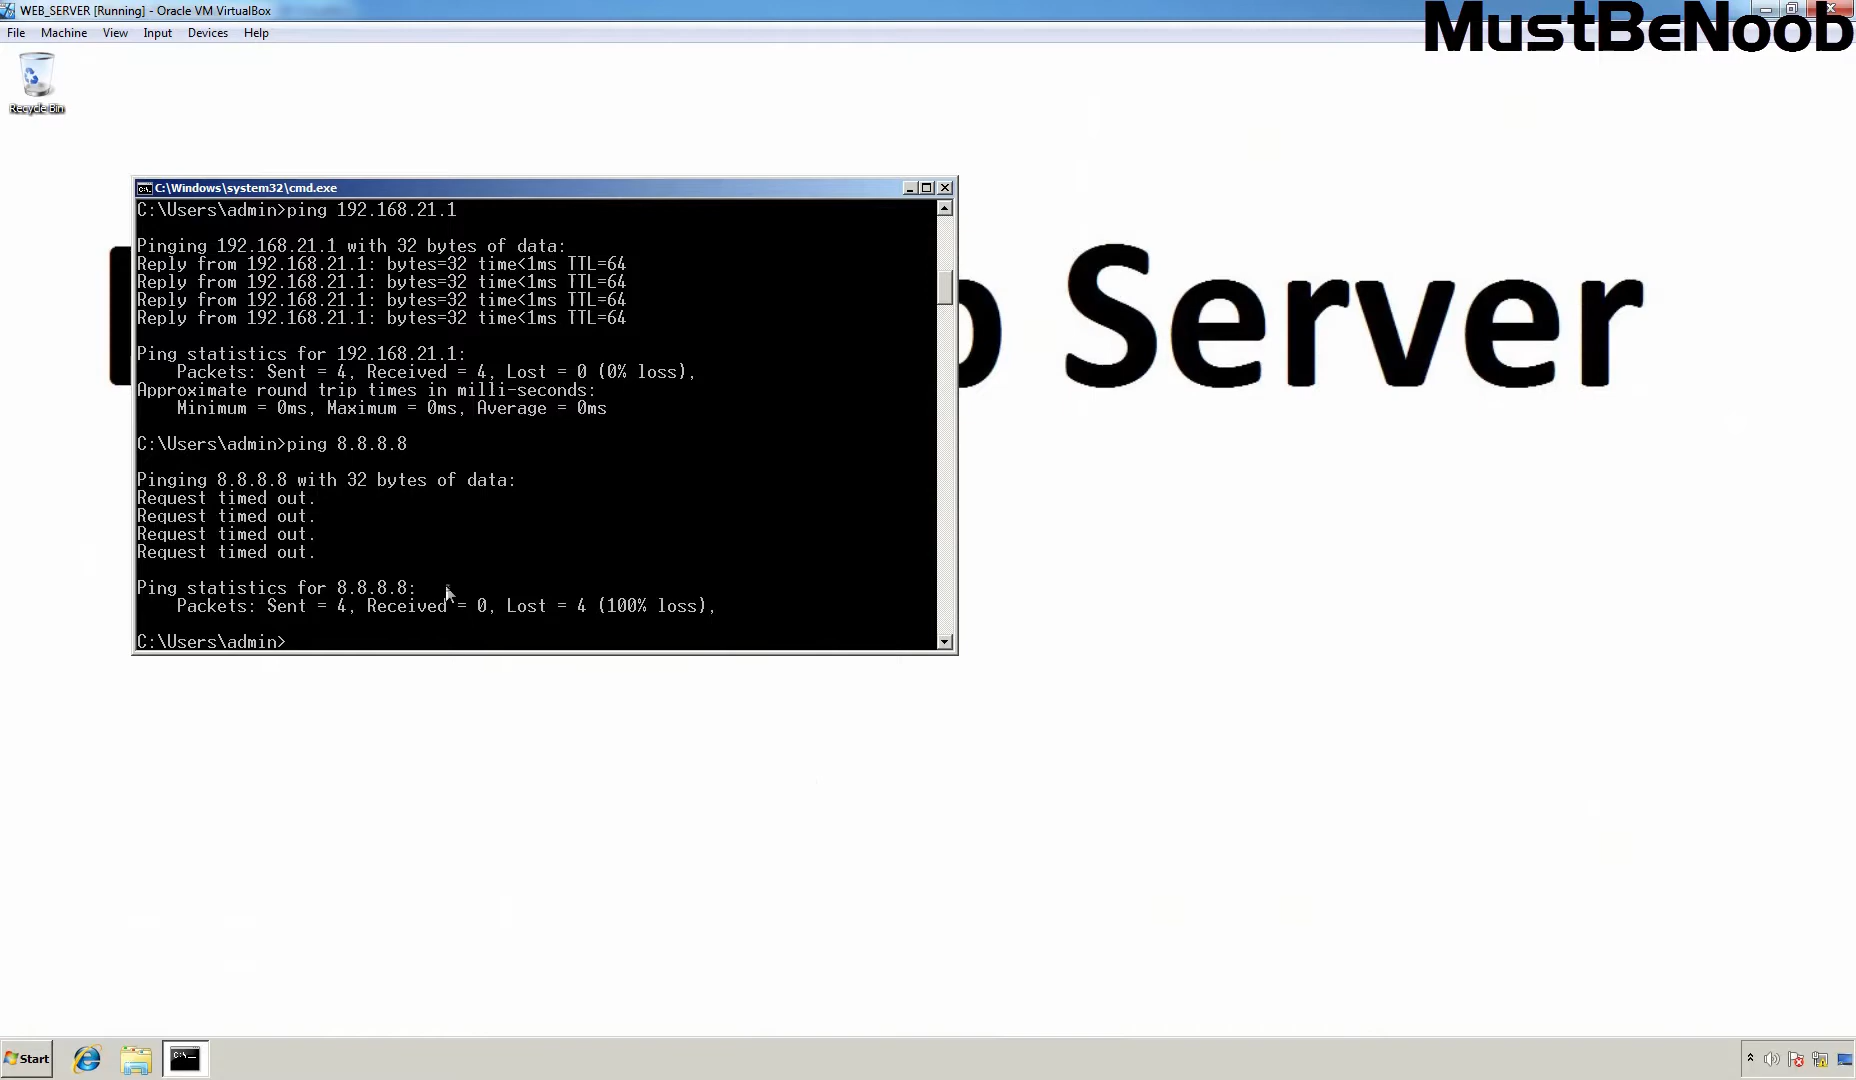 WEB_SERVER [Running] - Oracle VM VirtualBox
MustBeNoob
File Machine View Input Devices Help
Recycle Bin
C:\Windows\system32\cmd.exe
C:\Users\admin>ping 192.168.21.1
Pinging 192.168.21.1 with 32 bytes of data:
Reply from 192.168.21.1: bytes=32 time<1ms TTL=64
Reply from 192.168.21.1: bytes=32 time<1ms TTL=64
Reply from 192.168.21.1: bytes=32 time<1ms TTL=64
Reply from 192.168.21.1: bytes=32 time<1ms TTL=64
Ping statistics for 192.168.21.1:
Packets: Sent = 4, Received = 4, Lost = 0 (0% loss),
Approximate round trip times in milli-seconds:
Minimum = 0ms, Maximum = 0ms, Average = 0ms
C:\Users\admin>ping 8.8.8.8
Pinging 8.8.8.8 with 32 bytes of data:
Request timed out.
Request timed out.
Request timed out.
Request timed out.
Ping statistics for 8.8.8.8:
Packets: Sent = 4, Received = 0, Lost = 4 (100% loss),
C:\Users\admin>
Server
Start